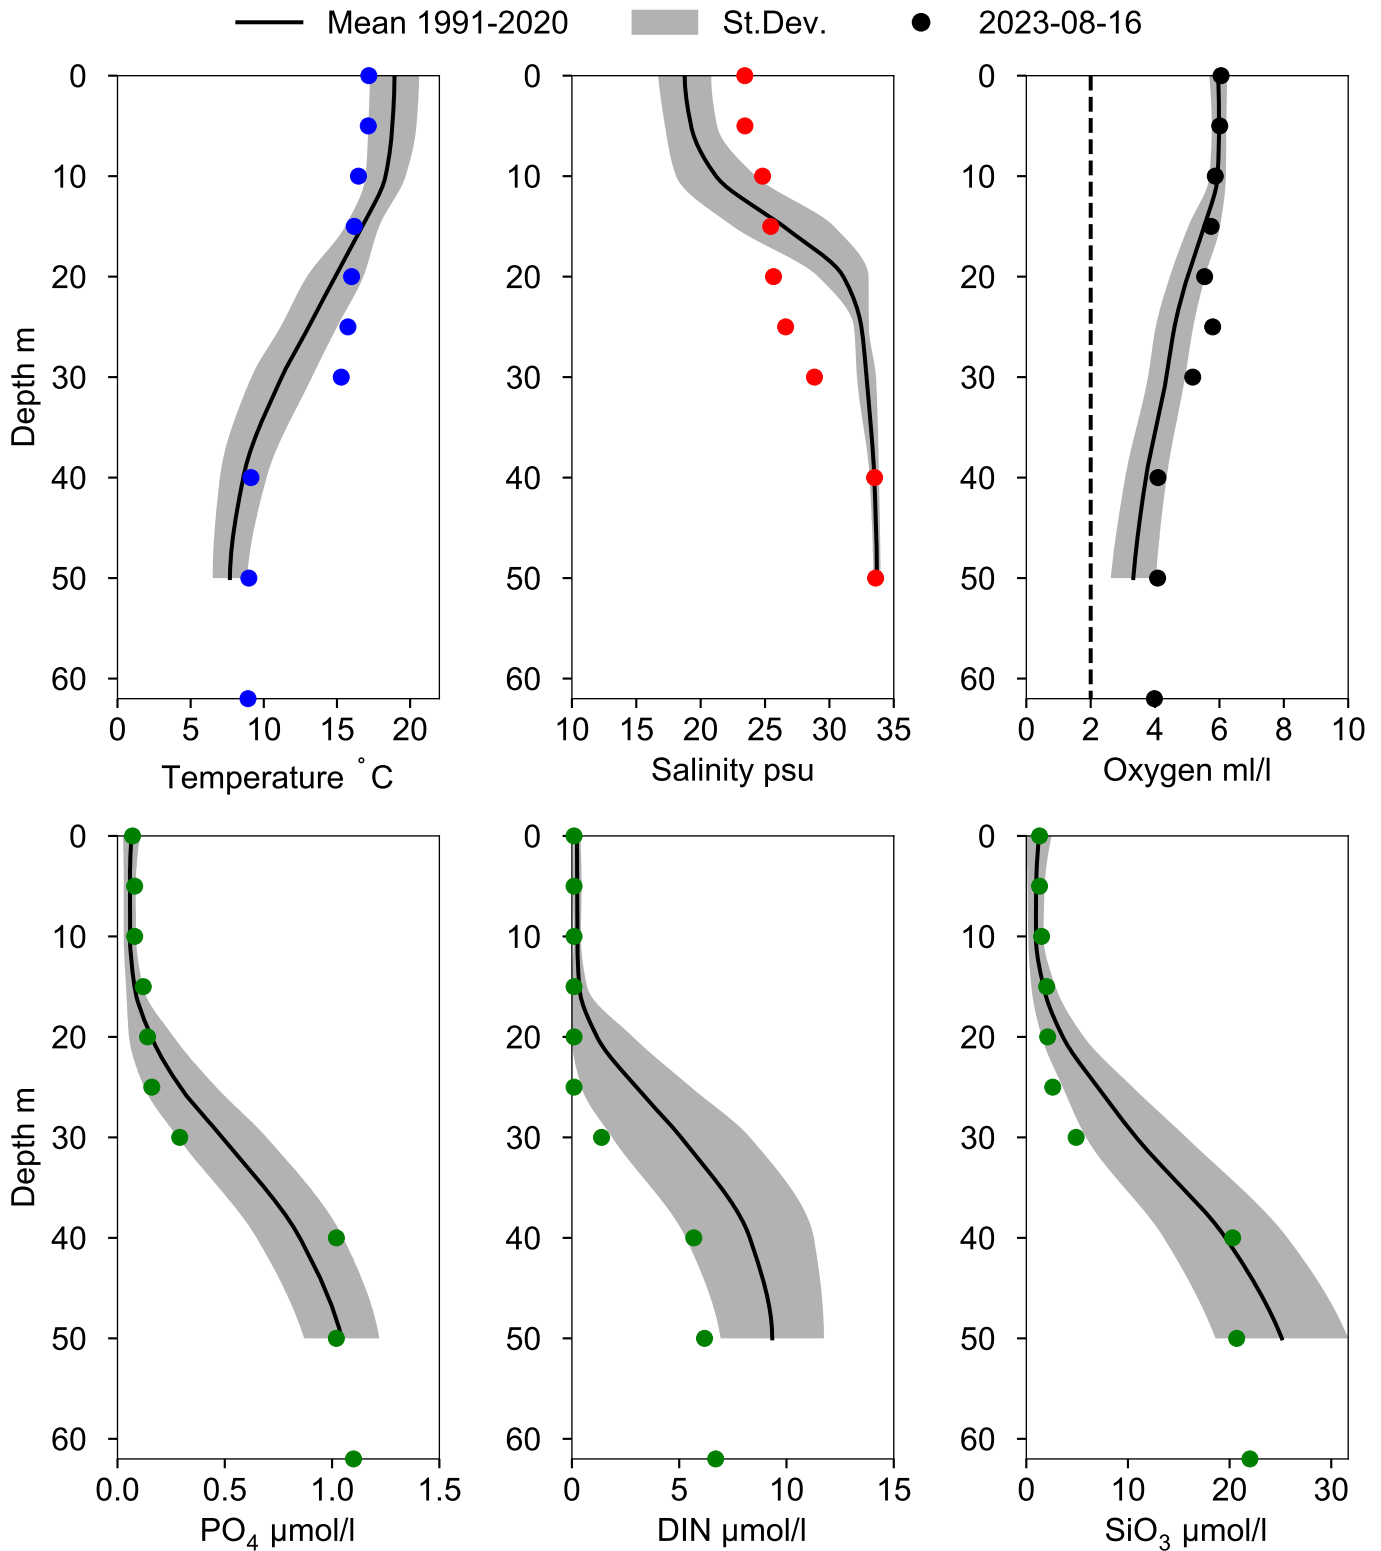 Mean 1991-2020 St.Dev. 2023-08-16
0 0 0
10 10 10
20 20 20
30 30 30
40 40 40
50 50 50
60 60 60
Depth m
0 5 10 15 20 10 15 20 25 30 35 0 2 4 6 8 10
Temperature °C Salinity psu Oxygen ml/l
0 0 0
10 10 10
20 20 20
30 30 30
40 40 40
50 50 50
60 60 60
Depth m
0.0 0.5 1.0 1.5 0 5 10 15 0 10 20 30
PO₄ µmol/l DIN µmol/l SiO₃ µmol/l